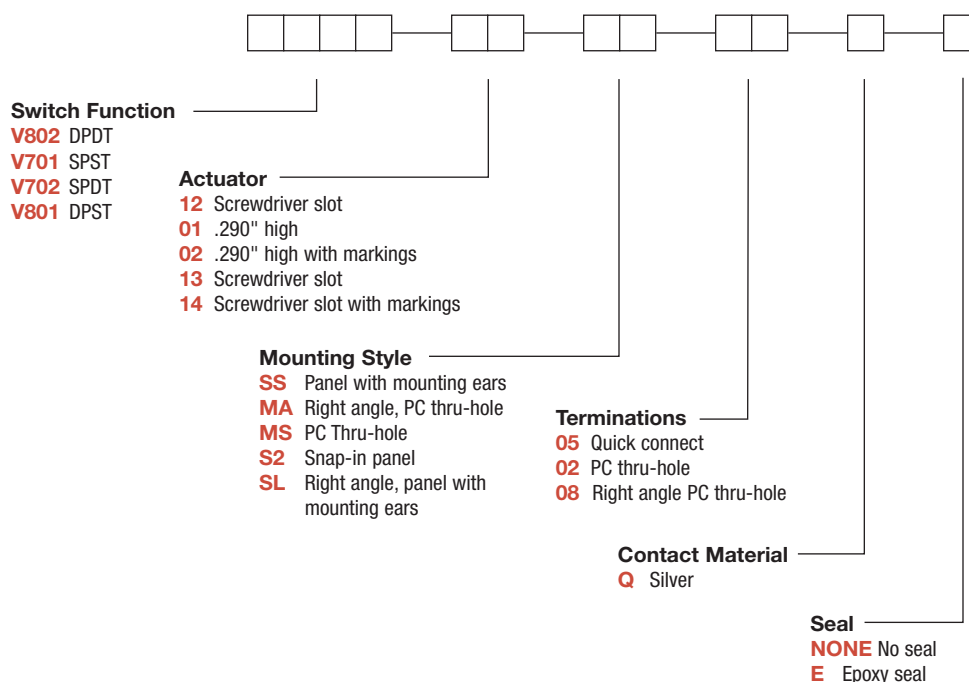 Switch Function
V802 DPDT
V701 SPST
V702 SPDT
V801 DPST
Actuator
12 Screwdriver slot
01 .290" high
02 .290" high with markings
13 Screwdriver slot
14 Screwdriver slot with markings
Mounting Style
SS Panel with mounting ears
MA Right angle, PC thru-hole
MS PC Thru-hole
S2 Snap-in panel
SL Right angle, panel with
mounting ears
Terminations
05 Quick connect
02 PC thru-hole
08 Right angle PC thru-hole
Contact Material
Q Silver
Seal
NONE No seal
E Epoxy seal